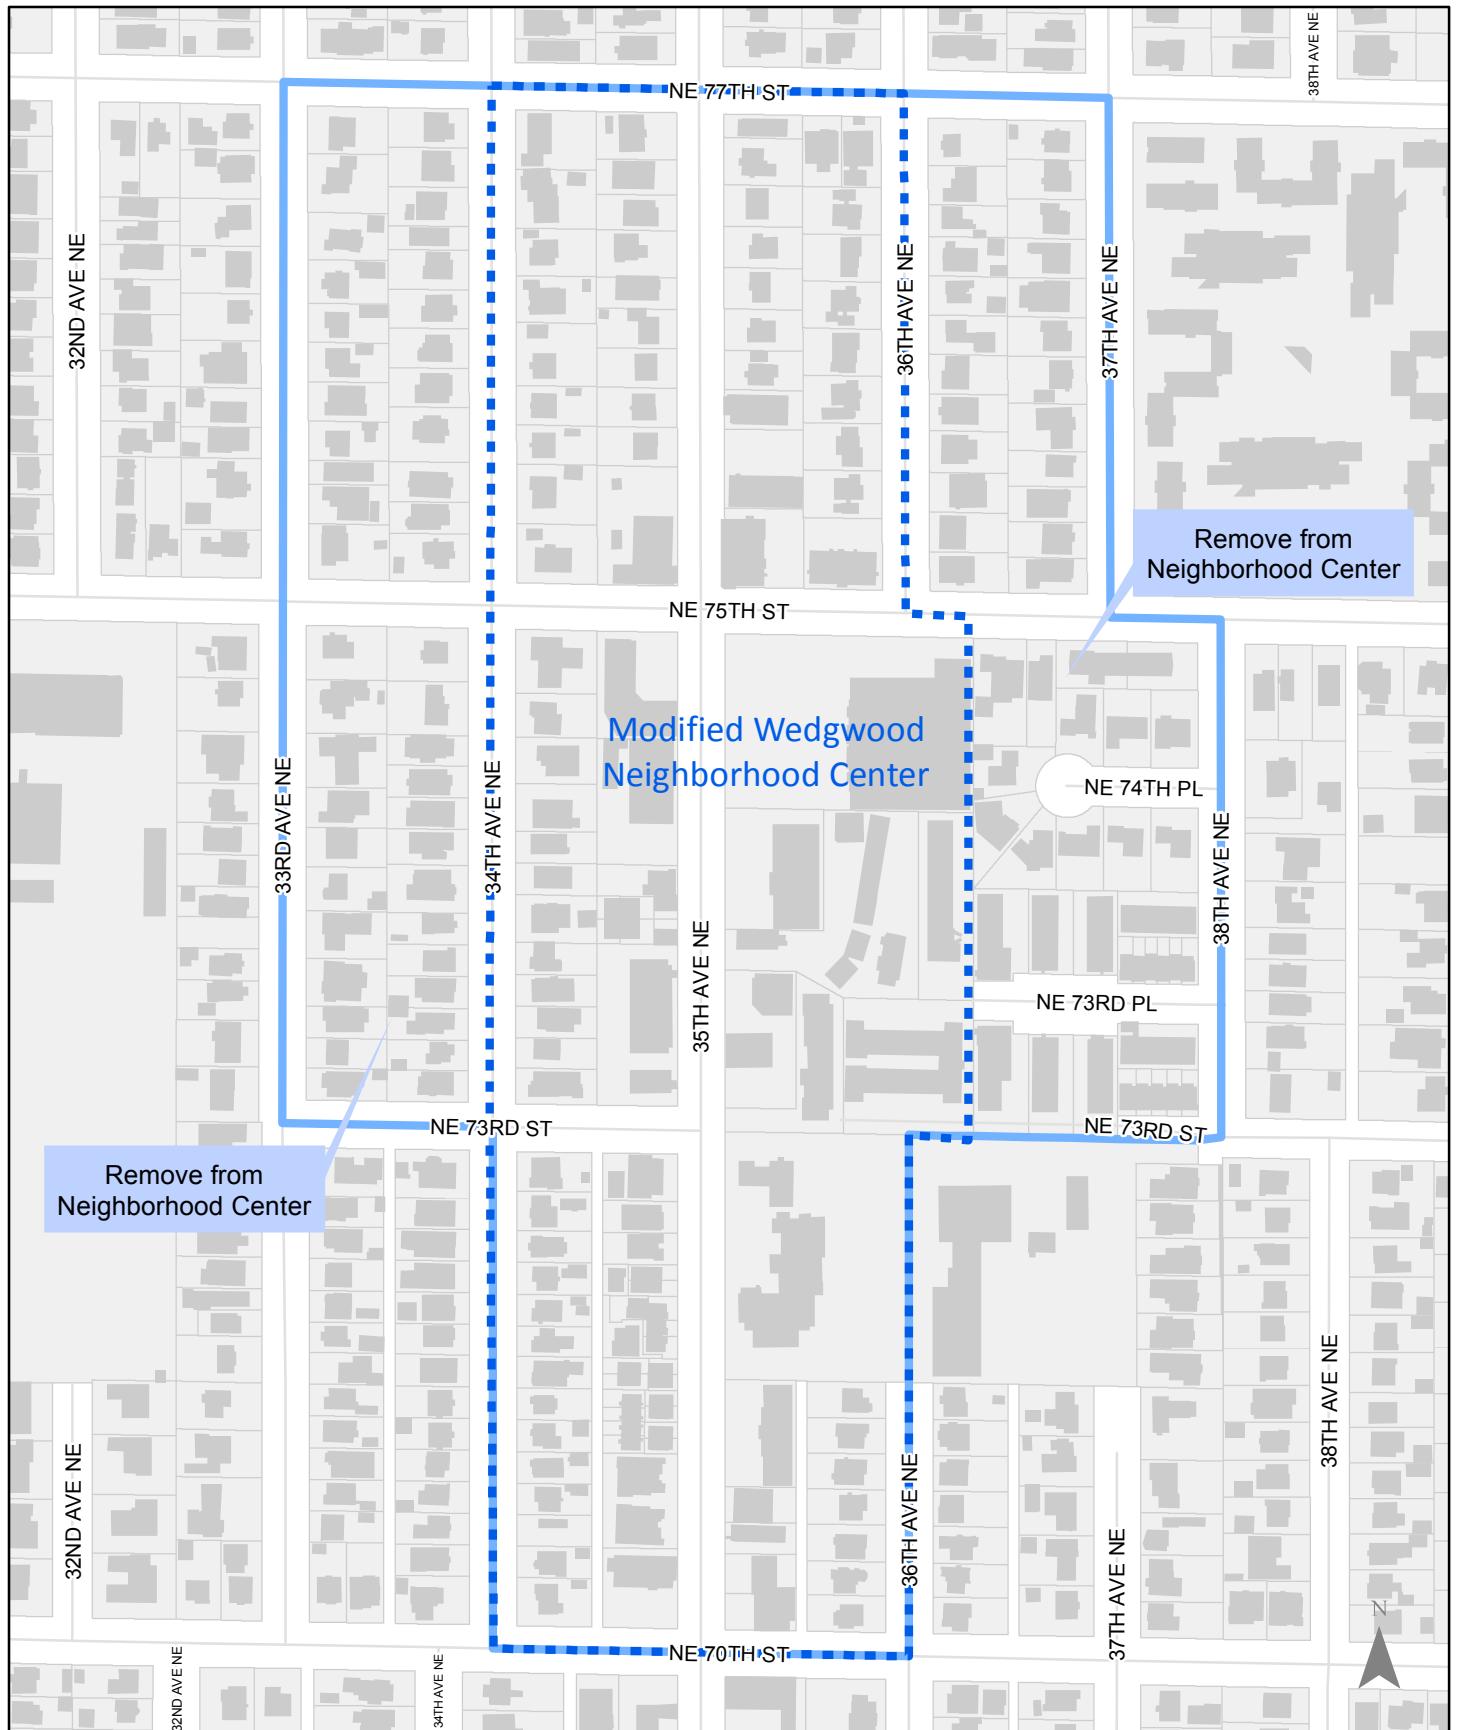 38TH AVE NE
NE 77TH ST
32ND AVE NE
36TH AVE NE
37TH AVE NE
Remove from
Neighborhood Center
NE 75TH ST
Modified Wedgwood
Neighborhood Center
33RD AVE NE
34TH AVE NE
NE 74TH PL
38TH AVE NE
35TH AVE NE
NE 73RD PL
NE 73RD ST
NE 73RD ST
Remove from
Neighborhood Center
38TH AVE NE
32ND AVE NE
36TH AVE NE
37TH AVE NE
N
NE 70TH ST
32ND AVE NE
34TH AVE NE